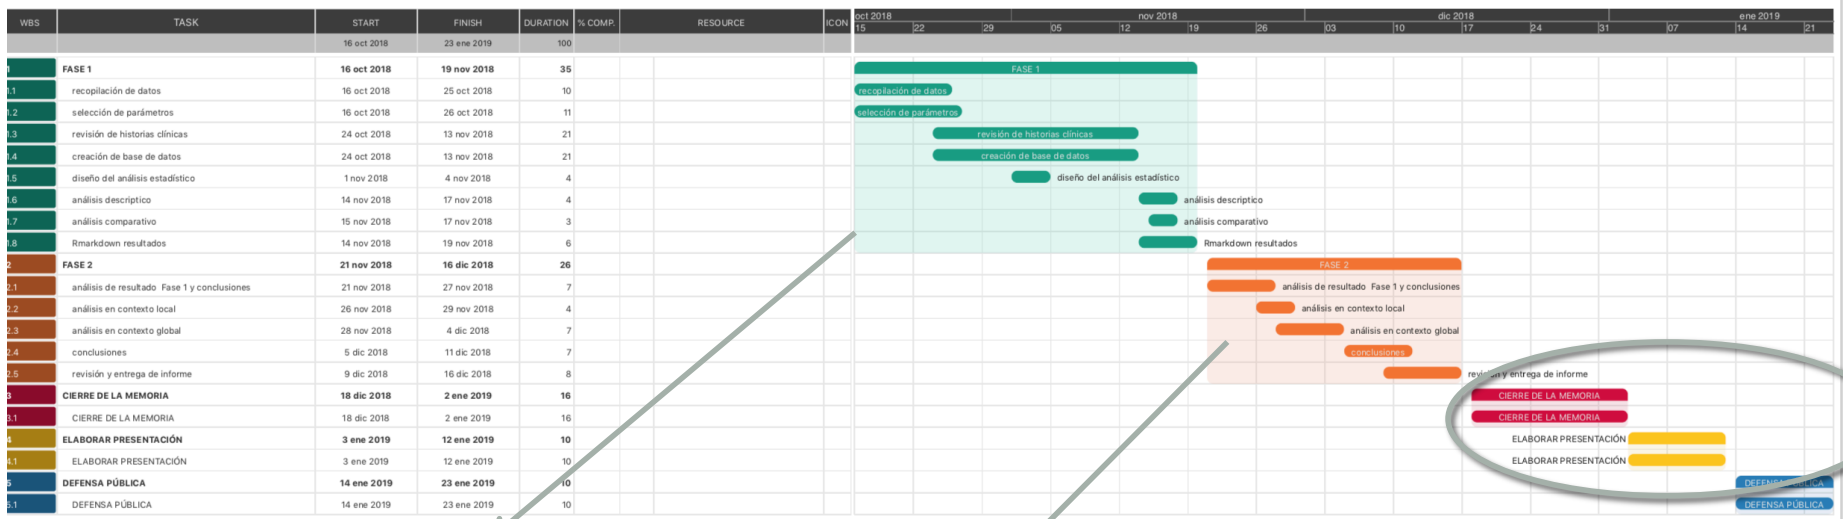 WBS TASK START FINISH DURATION % COMP. RESOURCE ICON oct 2018 nov 2018 dic 2018 ene 2019
15 22 29 05 12 19 26 03 10 17 24 31 07 14 21
16 oct 2018 23 ene 2019 100
1 FASE 1 16 oct 2018 19 nov 2018 35 FASE 1
1.1 recopilación de datos 16 oct 2018 25 oct 2018 10 recopilación de datos
1.2 selección de parámetros 16 oct 2018 26 oct 2018 11 selección de parámetros
1.3 revisión de historias clínicas 24 oct 2018 13 nov 2018 21 revisión de historias clínicas
1.4 creación de base de datos 24 oct 2018 13 nov 2018 21 creación de base de datos
1.5 diseño del análisis estadístico 1 nov 2018 4 nov 2018 4 diseño del análisis estadístico
1.6 análisis descriptico 14 nov 2018 17 nov 2018 4 análisis descriptico
1.7 análisis comparativo 15 nov 2018 17 nov 2018 3 análisis comparativo
1.8 Rmarkdown resultados 14 nov 2018 19 nov 2018 6 Rmarkdown resultados
2 FASE 2 21 nov 2018 16 dic 2018 26 FASE 2
2.1 análisis de resultado Fase 1 y conclusiones 21 nov 2018 27 nov 2018 7 análisis de resultado Fase 1 y conclusiones
2.2 análisis en contexto local 26 nov 2018 29 nov 2018 4 análisis en contexto local
2.3 análisis en contexto global 28 nov 2018 4 dic 2018 7 análisis en contexto global
2.4 conclusiones 5 dic 2018 11 dic 2018 7 conclusiones
2.5 revisión y entrega de informe 9 dic 2018 16 dic 2018 8 revisión y entrega de informe
3 CIERRE DE LA MEMORIA 18 dic 2018 2 ene 2019 16 CIERRE DE LA MEMORIA
3.1 CIERRE DE LA MEMORIA 18 dic 2018 2 ene 2019 16 CIERRE DE LA MEMORIA
4 ELABORAR PRESENTACIÓN 3 ene 2019 12 ene 2019 10 ELABORAR PRESENTACIÓN
4.1 ELABORAR PRESENTACIÓN 3 ene 2019 12 ene 2019 10 ELABORAR PRESENTACIÓN
5 DEFENSA PÚBLICA 14 ene 2019 23 ene 2019 10 DEFENSA PÚBLICA
5.1 DEFENSA PÚBLICA 14 ene 2019 23 ene 2019 10 DEFENSA PÚBLICA